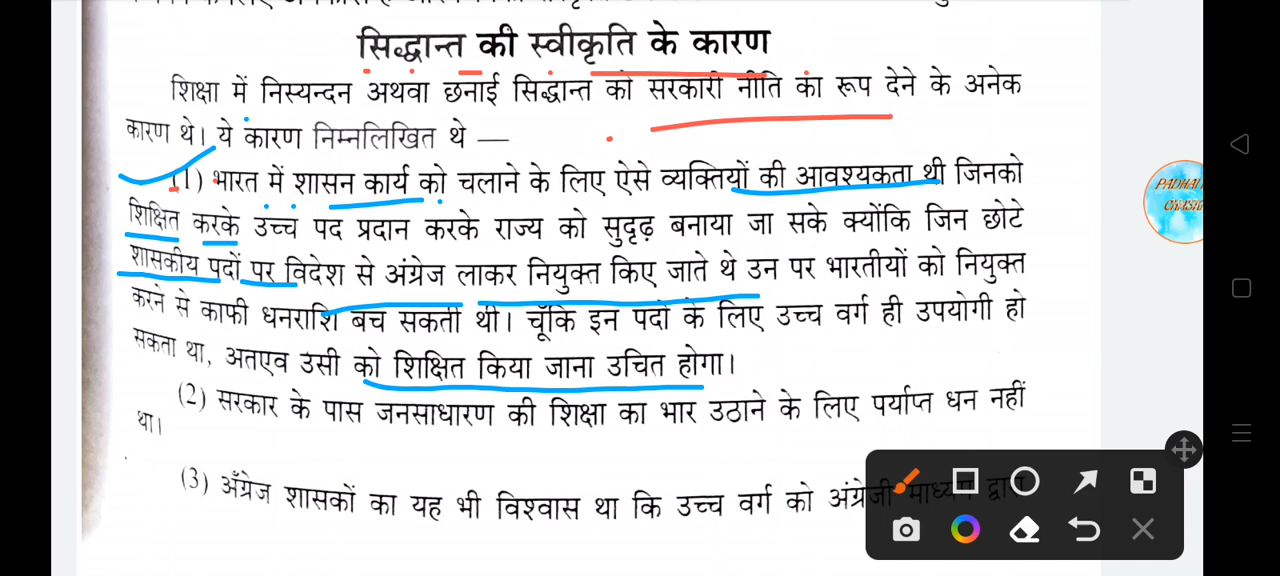 सिद्धान्त की स्वीकृति के कारण
शिक्षा में निस्यन्दन अथवा छनाई सिद्धान्त को सरकारी नीति का रूप देने के अनेक
कारण थे। ये कारण निम्नलिखित थे —
(1) भारत में शासन कार्य को चलाने के लिए ऐसे व्यक्तियों की आवश्यकता थी जिनको
शिक्षित करके उच्च पद प्रदान करके राज्य को सुदृढ़ बनाया जा सके क्योंकि जिन छोटे
शासकीय पदों पर विदेश से अंग्रेज लाकर नियुक्त किए जाते थे उन पर भारतीयों को नियुक्त
करने से काफी धनराशि बच सकती थी। चूँकि इन पदों के लिए उच्च वर्ग ही उपयोगी हो
सकता था, अतएव उसी को शिक्षित किया जाना उचित होगा।
(2) सरकार के पास जनसाधारण की शिक्षा का भार उठाने के लिए पर्याप्त धन नहीं
था।
(3) अँग्रेज शासकों का यह भी विश्वास था कि उच्च वर्ग को अंग्रेजी माध्यम द्वारा
PADHAI